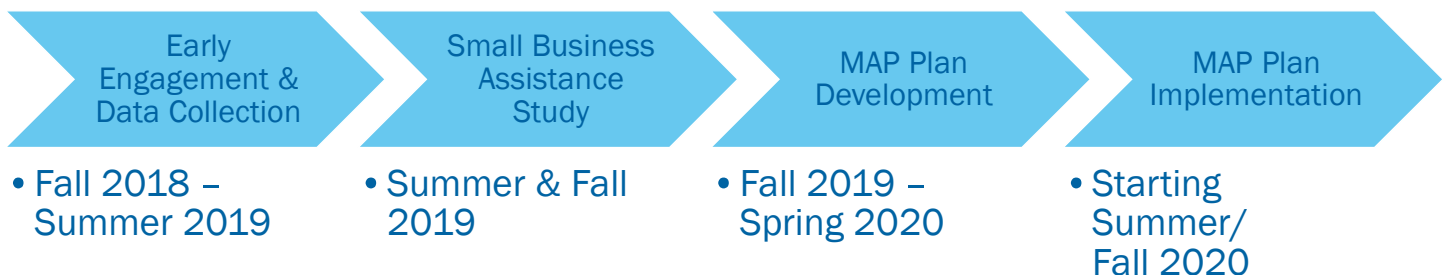 Early
Engagement &
Data Collection
Small Business
Assistance
Study
MAP Plan
Development
MAP Plan
Implementation
• Fall 2018 –
Summer 2019
• Summer & Fall
2019
• Fall 2019 –
Spring 2020
• Starting
Summer/
Fall 2020